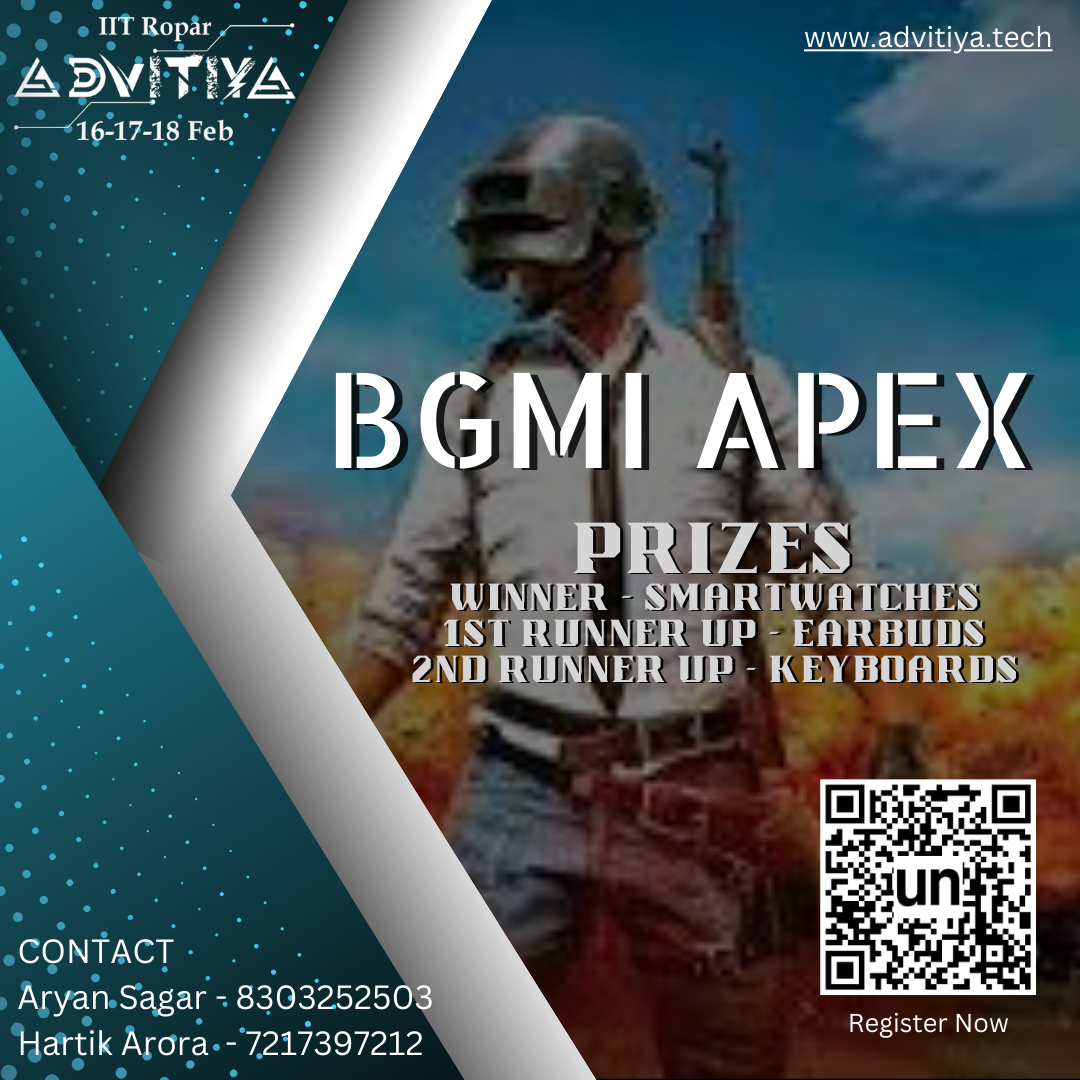 IIT Ropar
ADVITIYA
16-17-18 Feb
www.advitiya.tech
BGMI APEX
PRIZES
WINNER - SMARTWATCHES
1ST RUNNER UP - EARBUDS
2ND RUNNER UP - KEYBOARDS
un
Register Now
CONTACT
Aryan Sagar - 8303252503
Hartik Arora - 7217397212